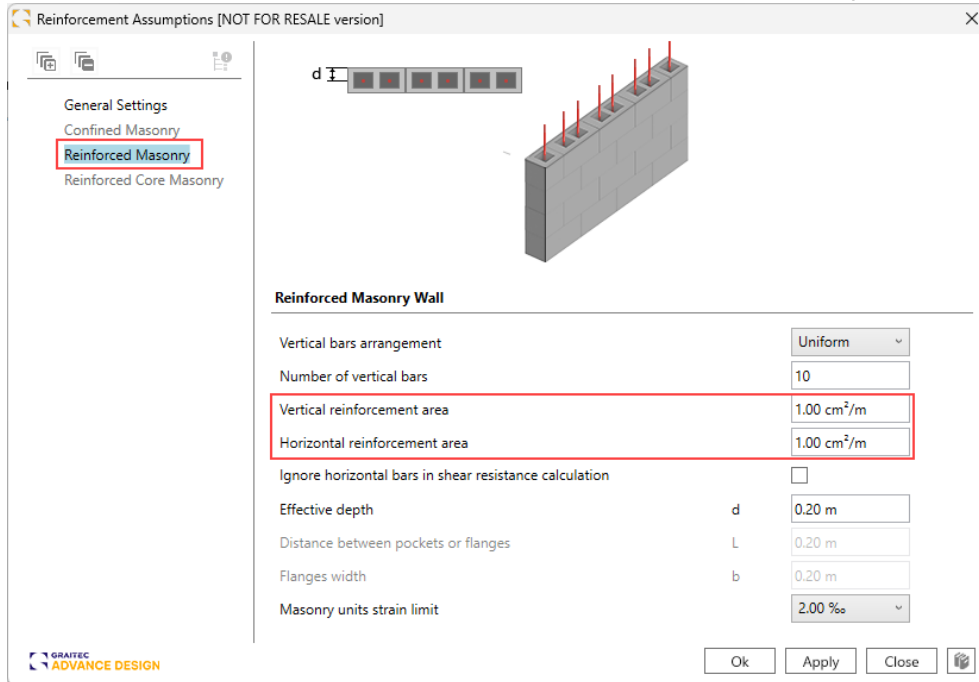 Reinforcement Assumptions [NOT FOR RESALE version]
General Settings
Confined Masonry
Reinforced Masonry
Reinforced Core Masonry
d
Reinforced Masonry Wall
Vertical bars arrangement Uniform
Number of vertical bars 10
Vertical reinforcement area 1.00 cm²/m
Horizontal reinforcement area 1.00 cm²/m
Ignore horizontal bars in shear resistance calculation
Effective depth d 0.20 m
Distance between pockets or flanges L 0.20 m
Flanges width b 0.20 m
Masonry units strain limit 2.00 ‰
GRAITEC
ADVANCE DESIGN
Ok Apply Close